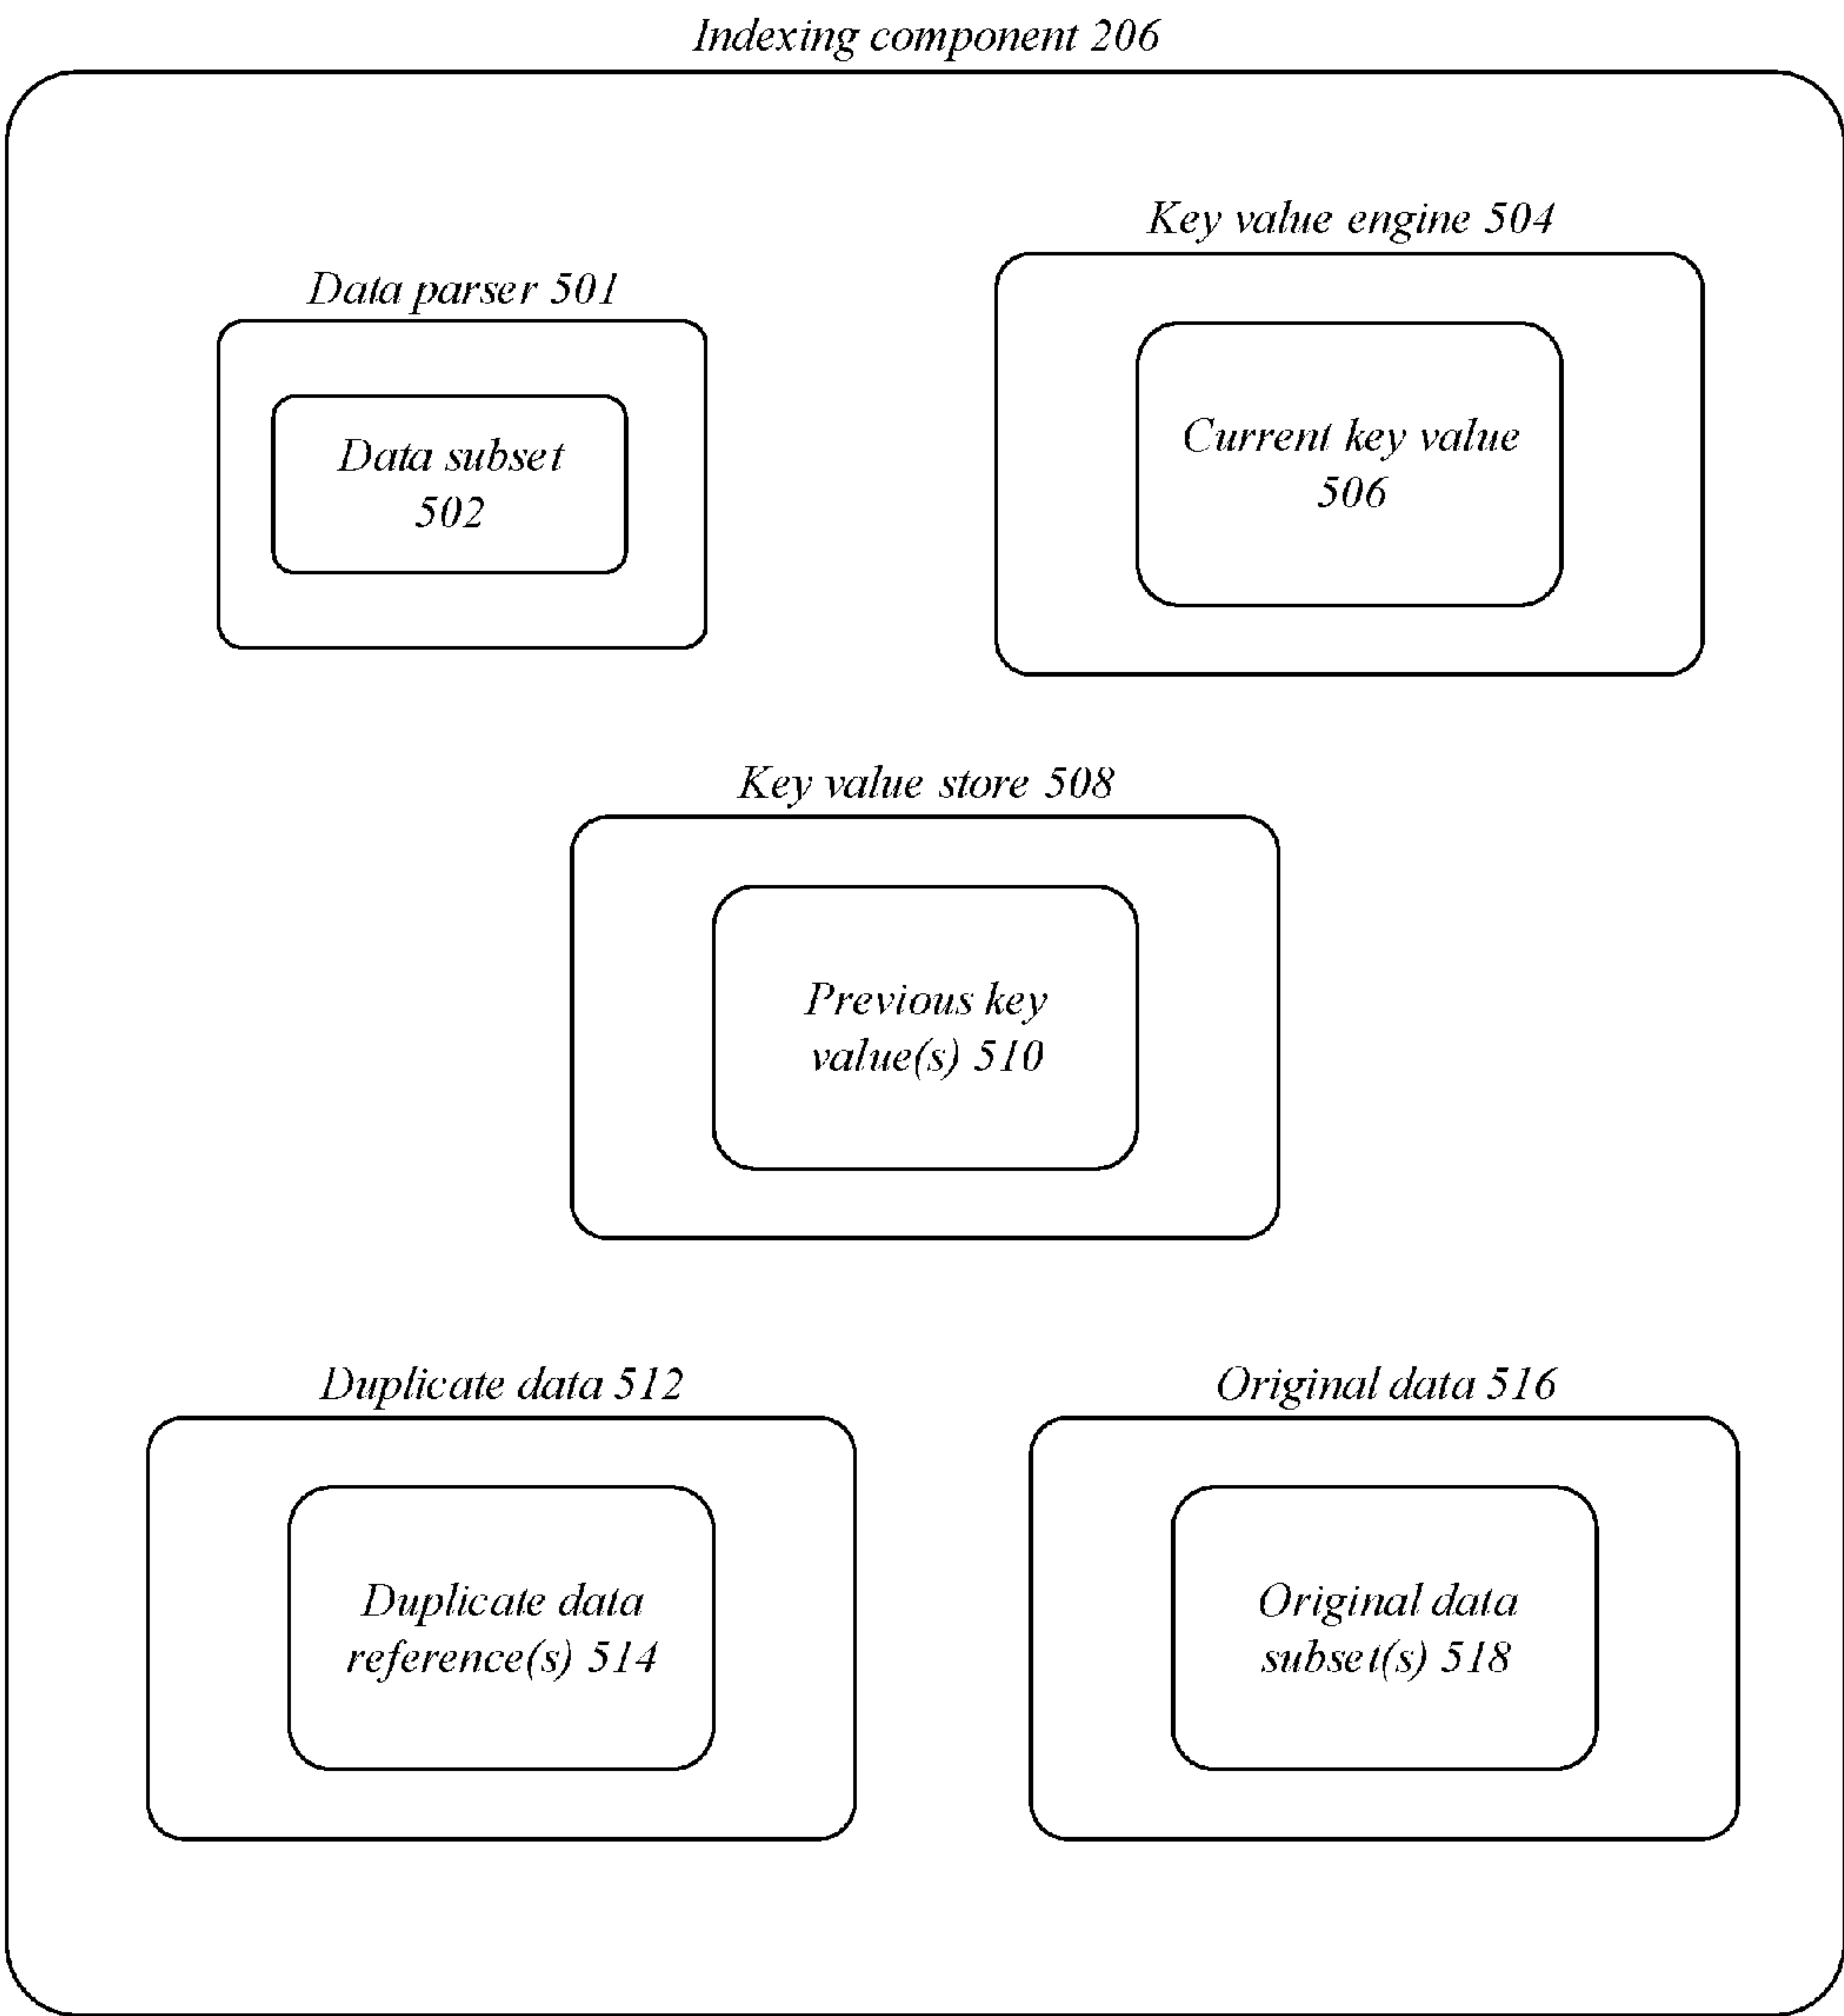 Indexing component 206
Key value engine 504
Data parser 501
Current key value
506
Data subset
502
Key value store 508
Previous key
value(s) 510
Duplicate data 512
Original data 516
Duplicate data
reference(s) 514
Original data
subset(s) 518